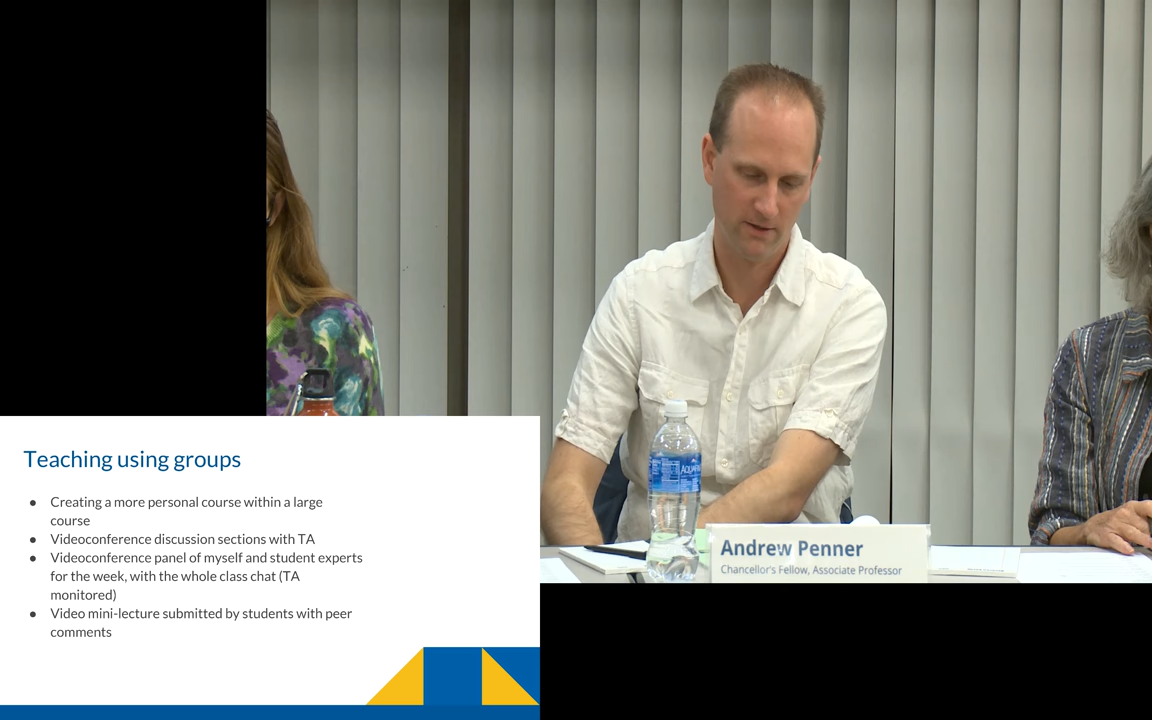 AQUAFINA
Andrew Penner
Chancellor's Fellow, Associate Professor
Teaching using groups
● Creating a more personal course within a large
course
● Videoconference discussion sections with TA
● Videoconference panel of myself and student experts
for the week, with the whole class chat (TA
monitored)
● Video mini-lecture submitted by students with peer
comments